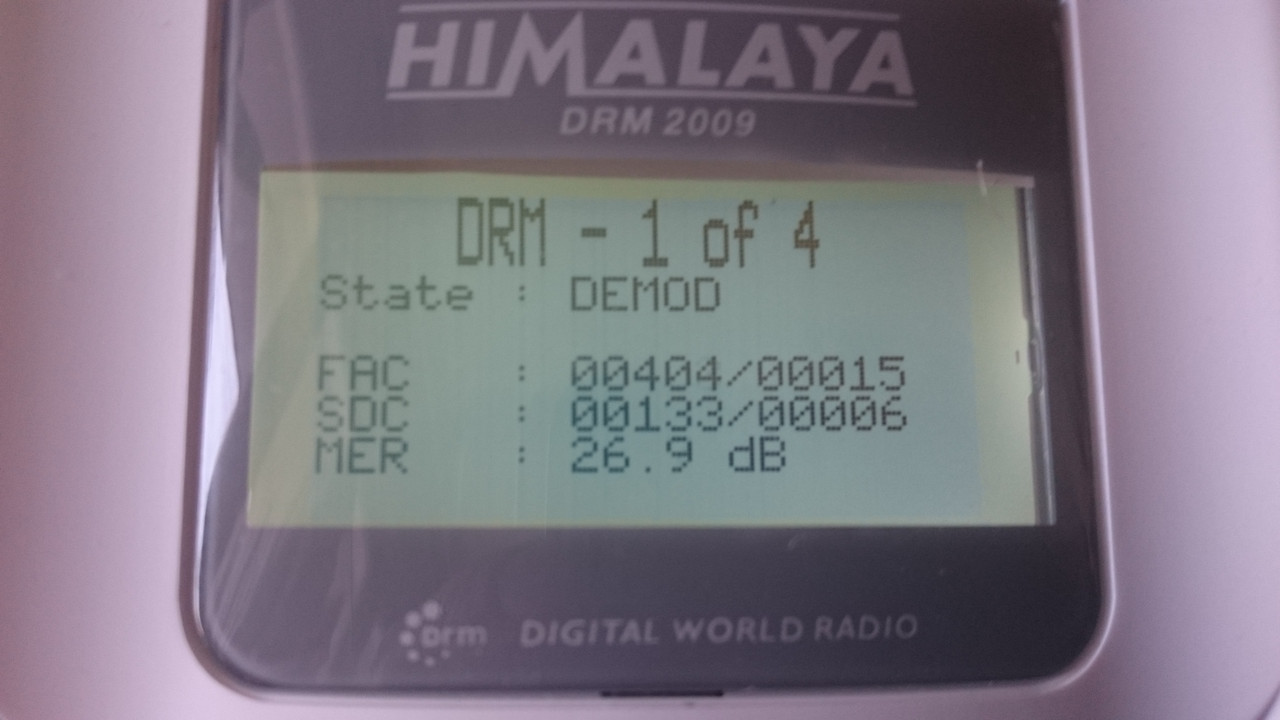 HIMALAYA
DRM 2009
DRM - 1 of 4
State : DEMOD
FAC : 00404/00015
SDC : 00133/00006
MER : 26.9 dB
Drm DIGITAL WORLD RADIO